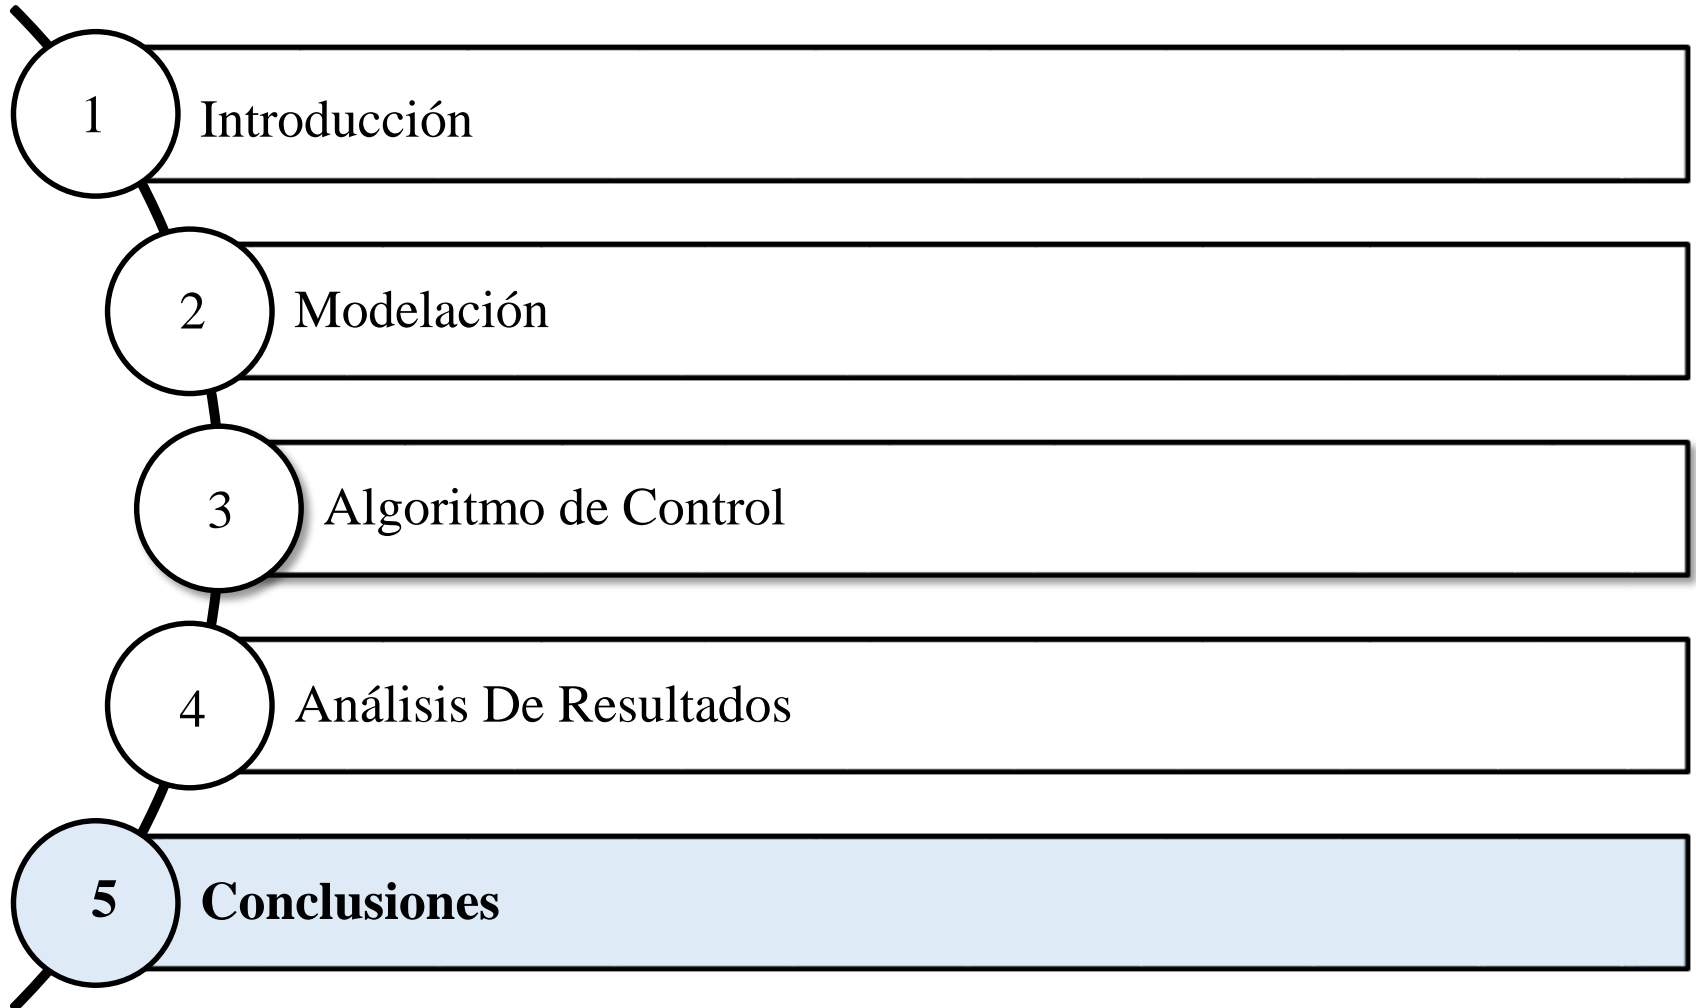 1 Introducción
2 Modelación
3 Algoritmo de Control
4 Análisis De Resultados
5 Conclusiones